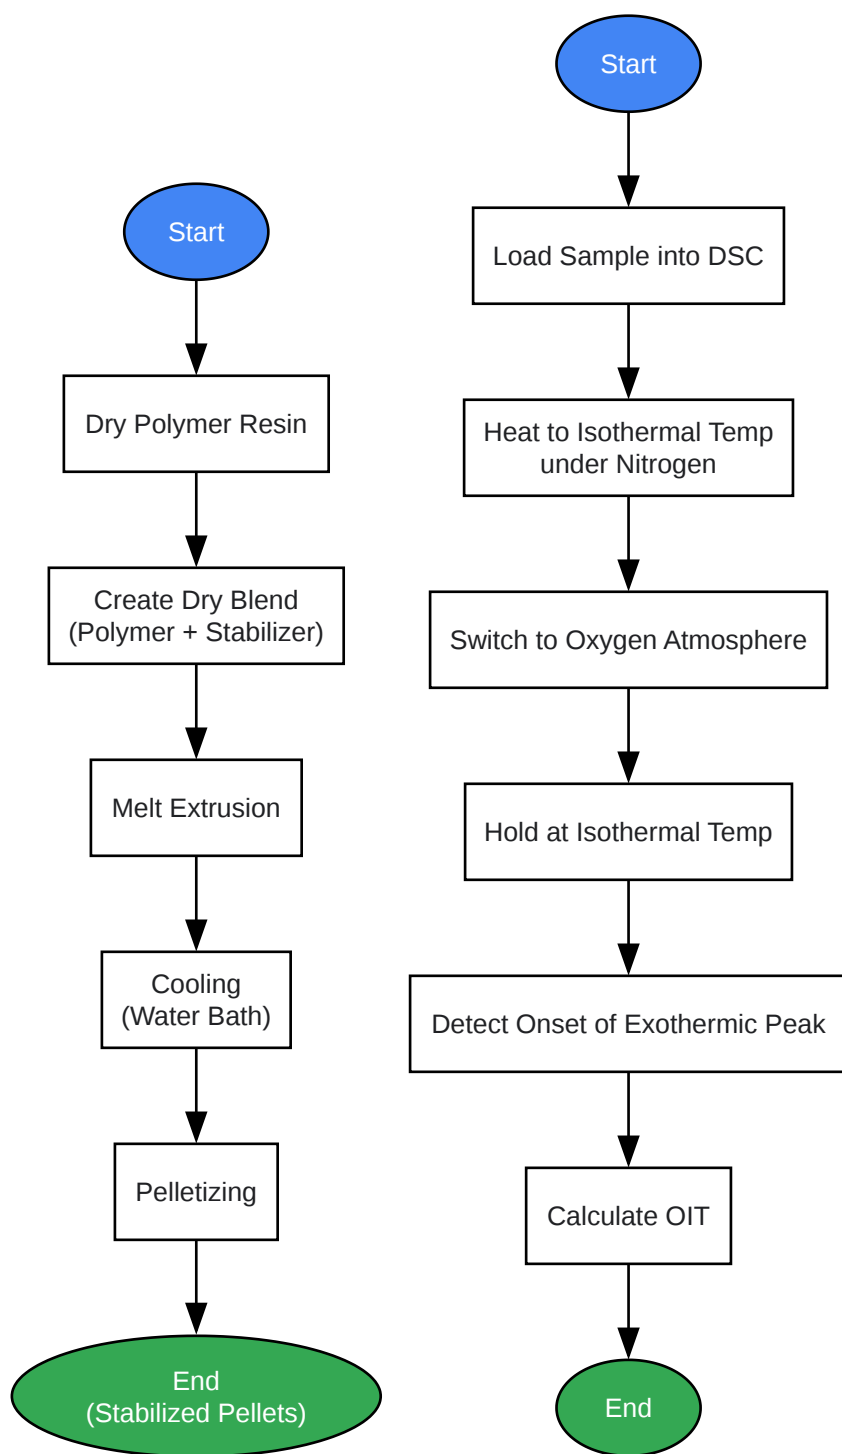 Start
Dry Polymer Resin
Create Dry Blend
(Polymer + Stabilizer)
Melt Extrusion
Cooling
(Water Bath)
Pelletizing
End
(Stabilized Pellets)
Start
Load Sample into DSC
Heat to Isothermal Temp
under Nitrogen
Switch to Oxygen Atmosphere
Hold at Isothermal Temp
Detect Onset of Exothermic Peak
Calculate OIT
End